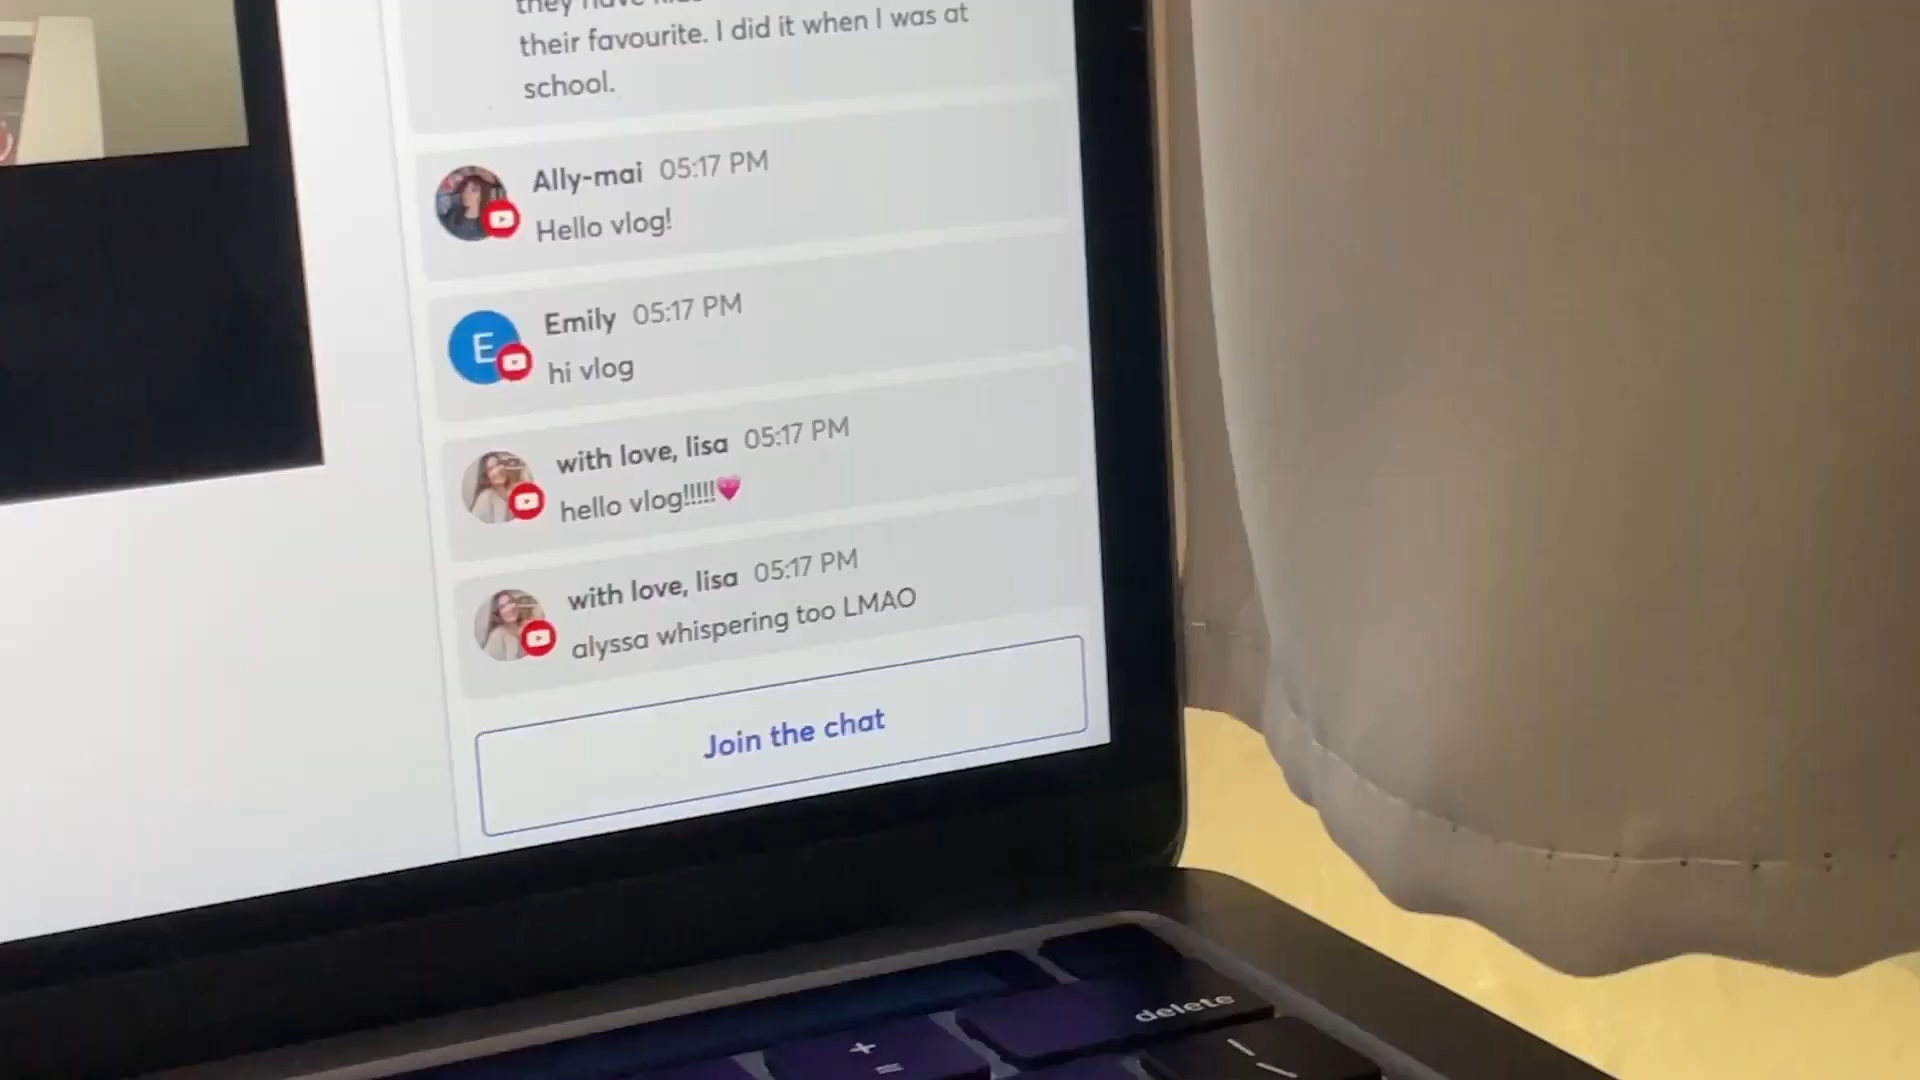 they have
their favourite. I did it when I was at
school.
Ally-mai 05:17 PM
Hello vlog!
E
Emily 05:17 PM
hi vlog
with love, lisa 05:17 PM
hello vlog!!!!!💗
with love, lisa 05:17 PM
alyssa whispering too LMAO
Join the chat
delete
+
=